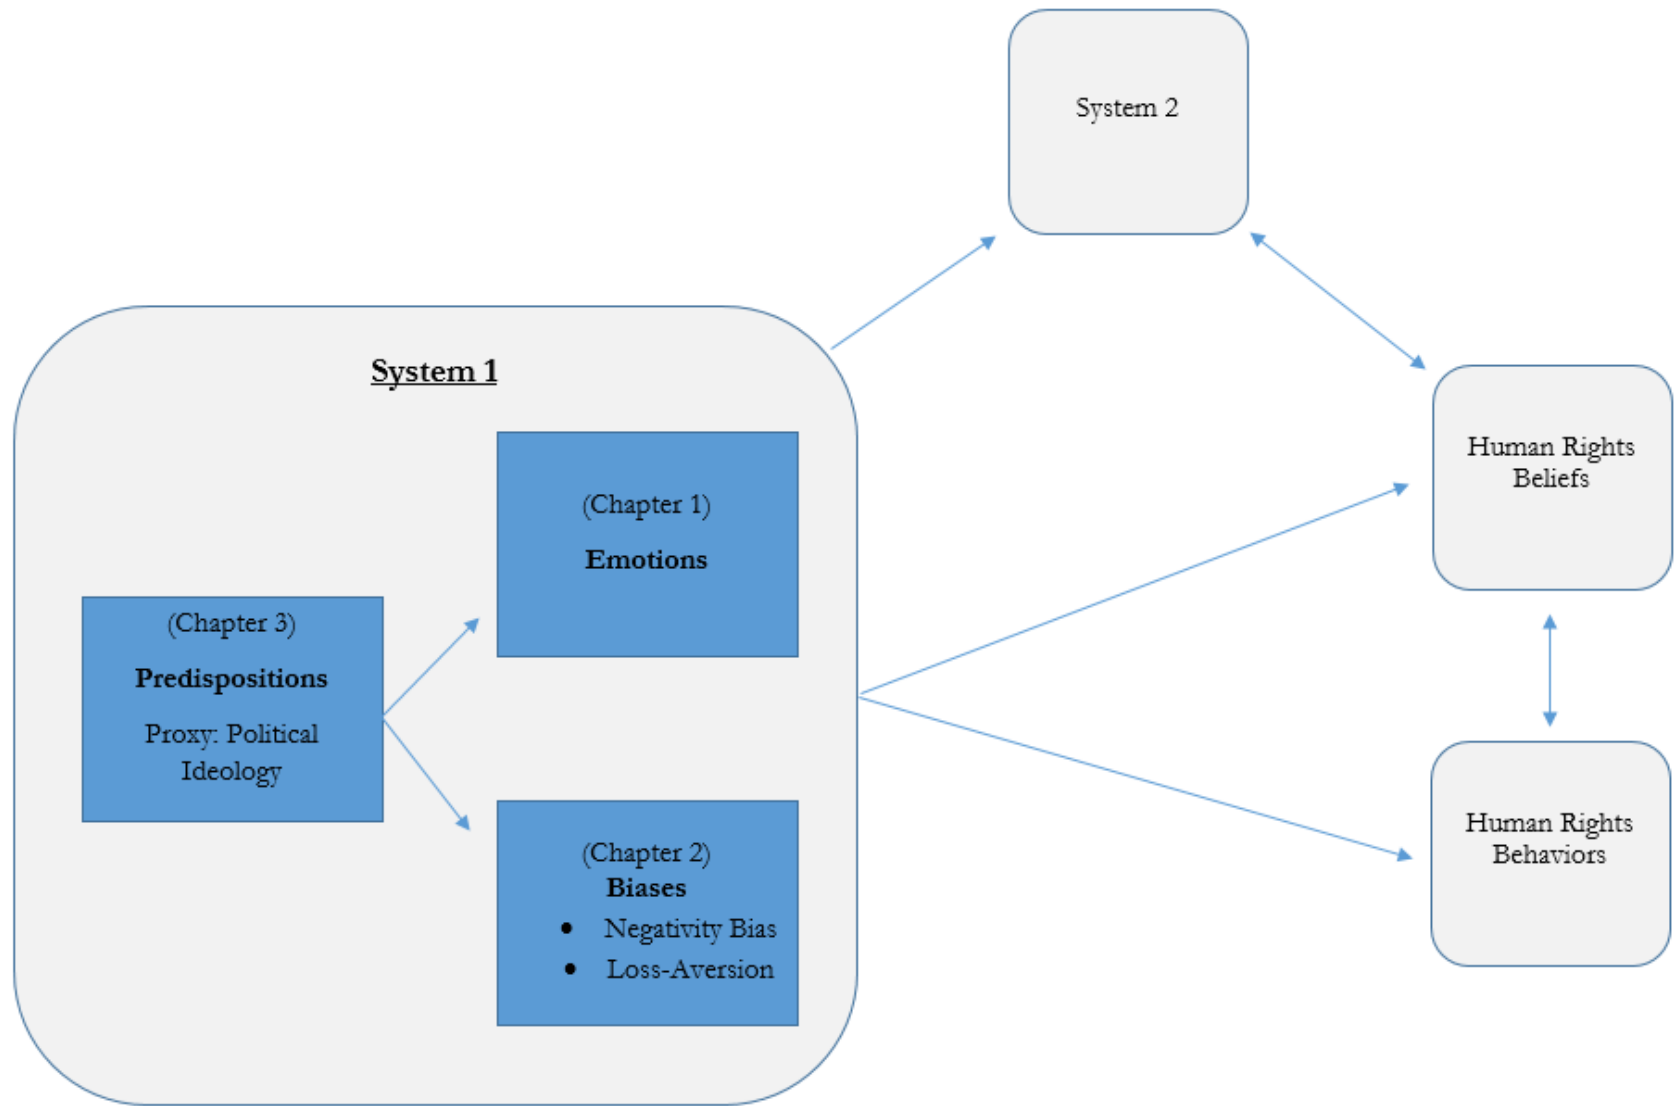 System 2
System 1
(Chapter 1)
Emotions
(Chapter 3)
Predispositions
Proxy: Political
Ideology
(Chapter 2)
Biases
• Negativity Bias
• Loss-Aversion
Human Rights
Beliefs
Human Rights
Behaviors